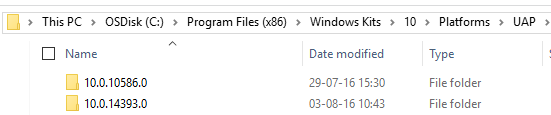 This PC > OSDisk (C:) > Program Files (x86) > Windows Kits > 10 > Platforms > UAP
Name Date modified Type
10.0.10586.0 29-07-16 15:30 File folder
10.0.14393.0 03-08-16 10:43 File folder